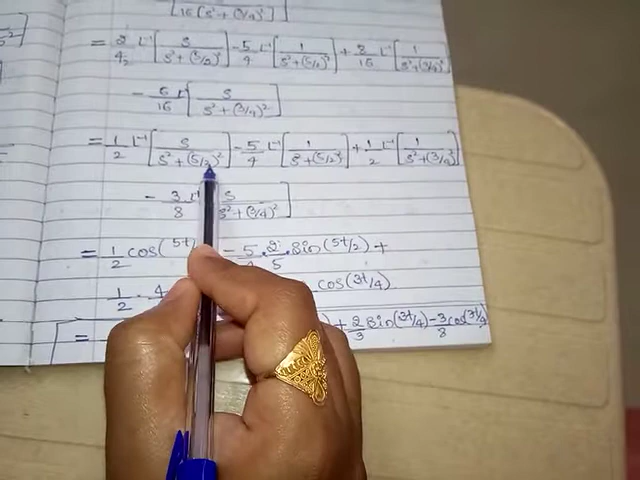 16[s²+(3/4)²]
= 2/4 L⁻¹[s/s²+(5/2)²] - 5/4 L⁻¹[1/s²+(5/2)²] + 8/16 L⁻¹[1/s²+(3/4)²]
- 6/16 L⁻¹[s/s²+(3/4)²]
= 1/2 L⁻¹[s/s²+(5/2)²] - 5/4 L⁻¹[1/s²+(5/2)²] + 1/2 L⁻¹[1/s²+(3/4)²]
- 3/8 L⁻¹[s/s²+(3/4)²]
= 1/2 cos(5t/ - 5/ . 2/5 sin(5t/2) +
1/2 . 4 cos(3t/4)
= ) + 2/3 sin(3t/4) - 3/8 cos(3t/4)